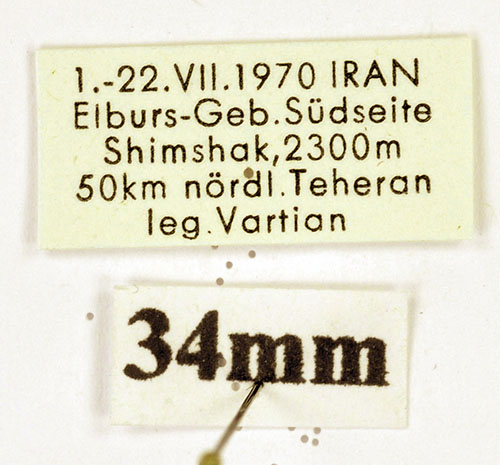 1.-22.VII.1970 IRAN
Elburs-Geb.Südseite
Shimshak,2300m
50km nördl.Teheran
leg.Vartian
34mm